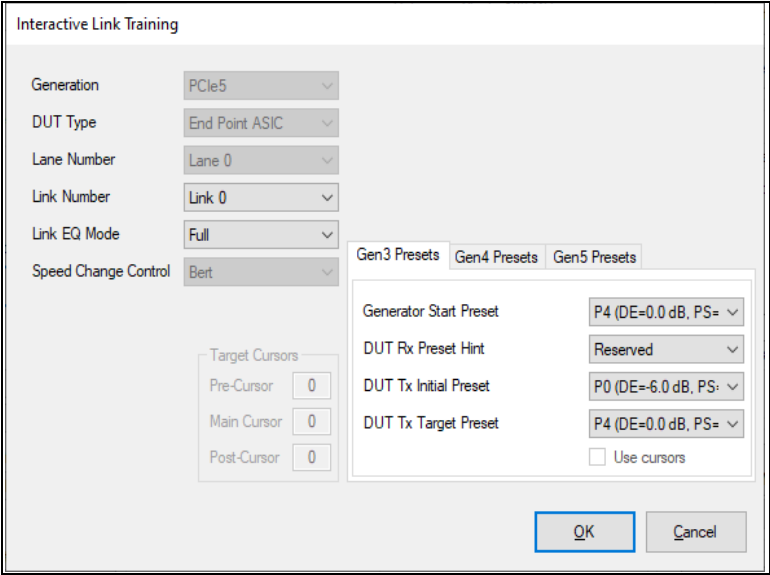 Interactive Link Training
Generation PCIe5
DUT Type End Point ASIC
Lane Number Lane 0
Link Number Link 0
Link EQ Mode Full
Speed Change Control Bert
Target Cursors
Pre-Cursor 0
Main Cursor 0
Post-Cursor 0
Gen3 Presets Gen4 Presets Gen5 Presets
Generator Start Preset P4 (DE=0.0 dB, PS=
DUT Rx Preset Hint Reserved
DUT Tx Initial Preset P0 (DE=-6.0 dB, PS=
DUT Tx Target Preset P4 (DE=0.0 dB, PS=
Use cursors
OK Cancel